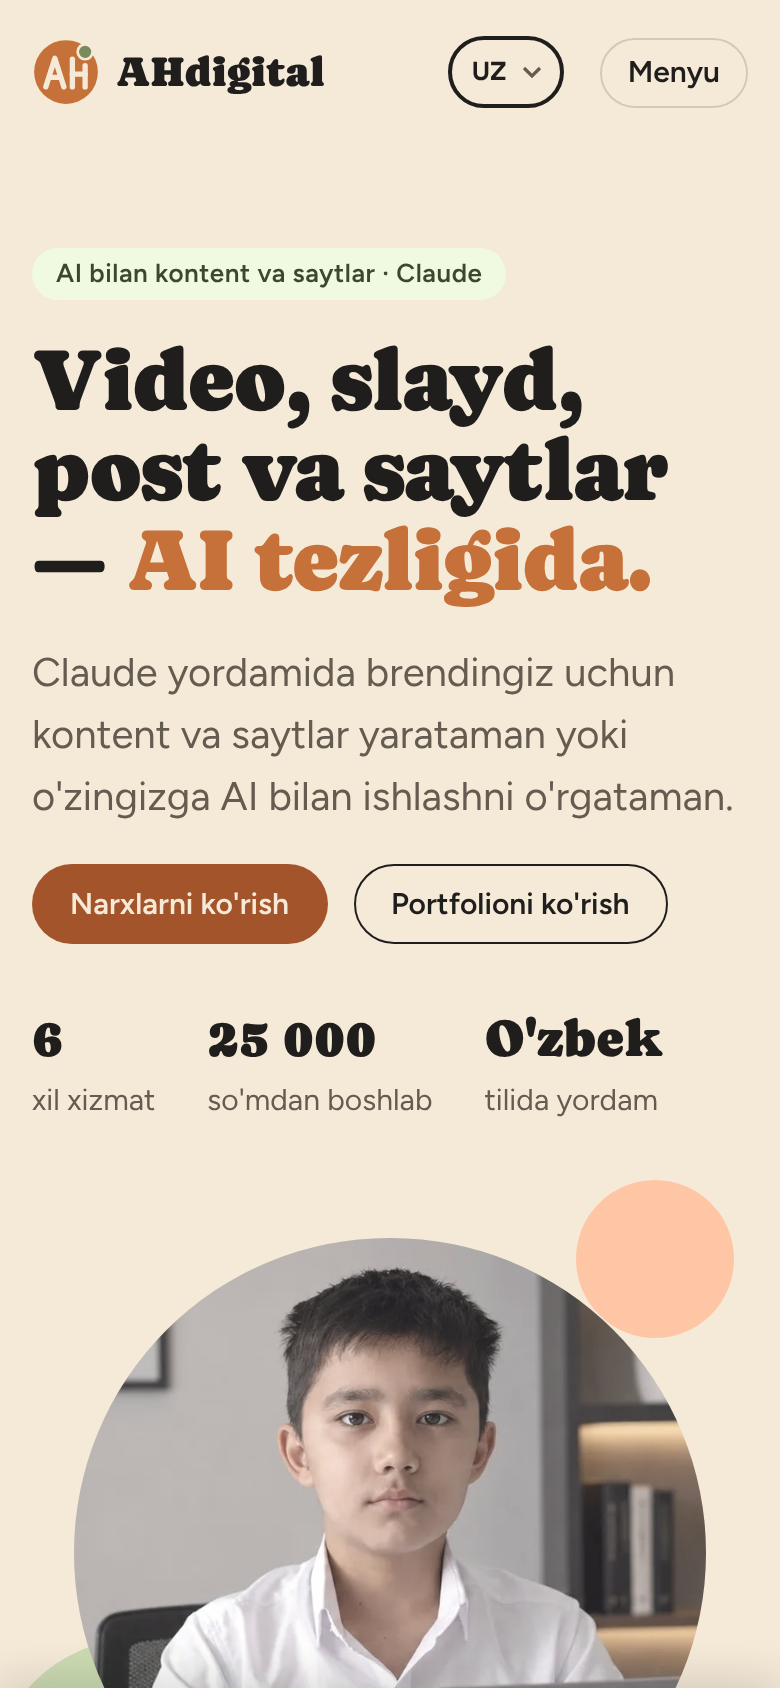 AH AHdigital UZ Menyu
AI bilan kontent va saytlar · Claude
Video, slayd,
post va saytlar
— AI tezligida.
Claude yordamida brendingiz uchun
kontent va saytlar yarataman yoki
o'zingizga AI bilan ishlashni o'rgataman.
Narxlarni ko'rish Portfolioni ko'rish
6 25 000 O'zbek
xil xizmat so'mdan boshlab tilida yordam